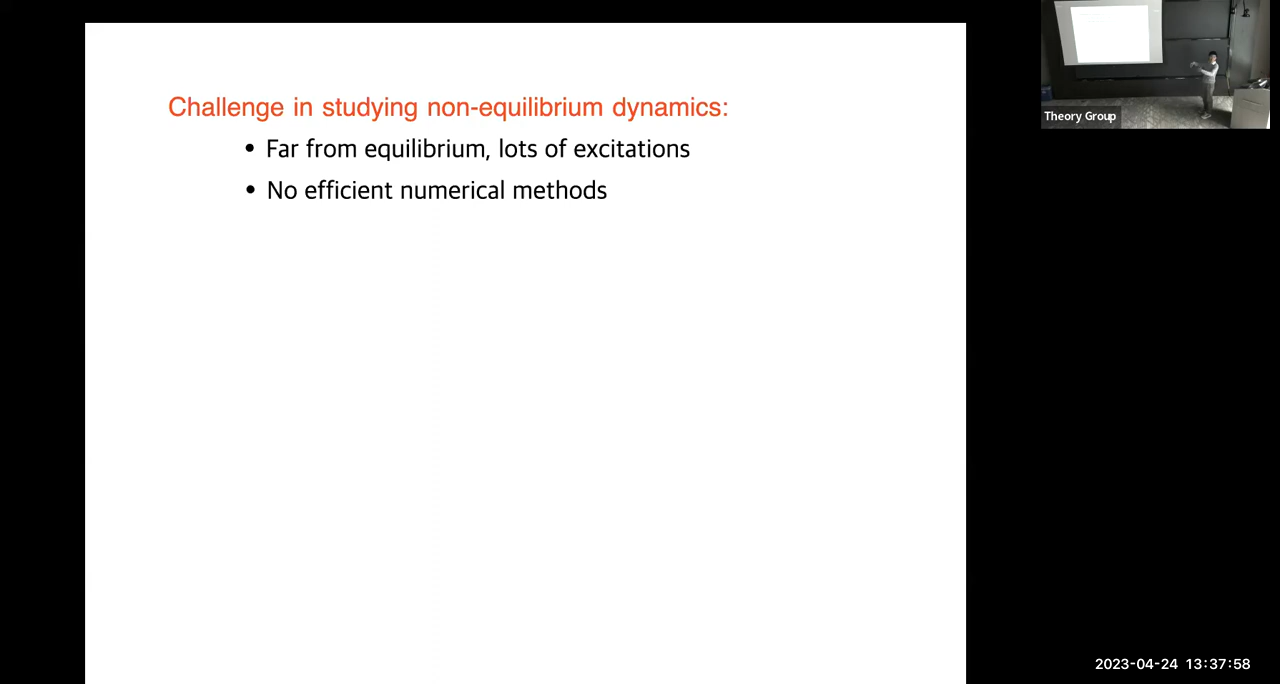 Challenge in studying non-equilibrium dynamics:
• Far from equilibrium, lots of excitations
• No efficient numerical methods
Theory Group
2023-04-24 13:37:58